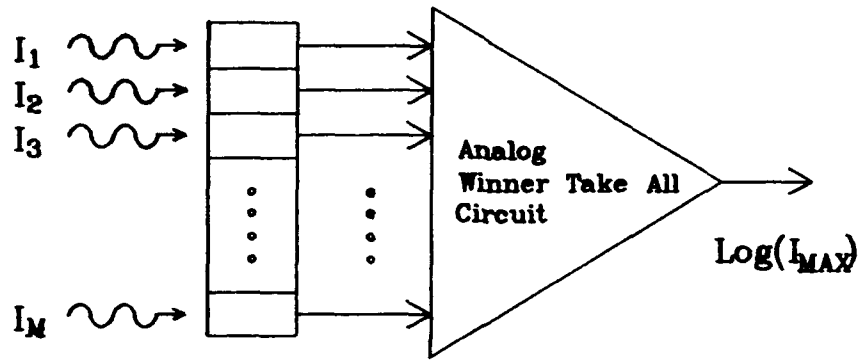 I1
I2
I3
IM
Analog
Winner Take All
Circuit
Log(IMAX)